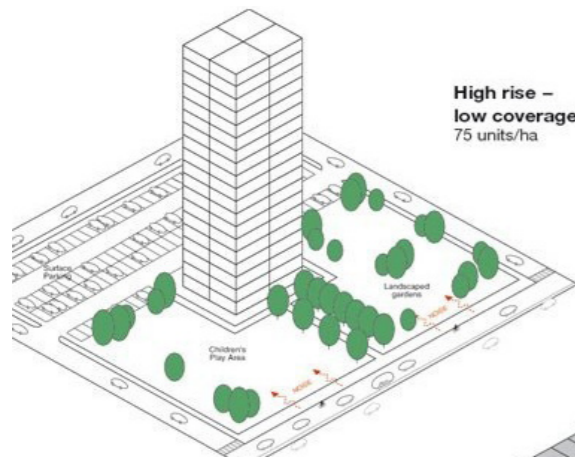 High rise –
low coverage
75 units/ha
Surface
Parking
Landscaped
gardens
Children's
Play Area
NOISE
NOISE